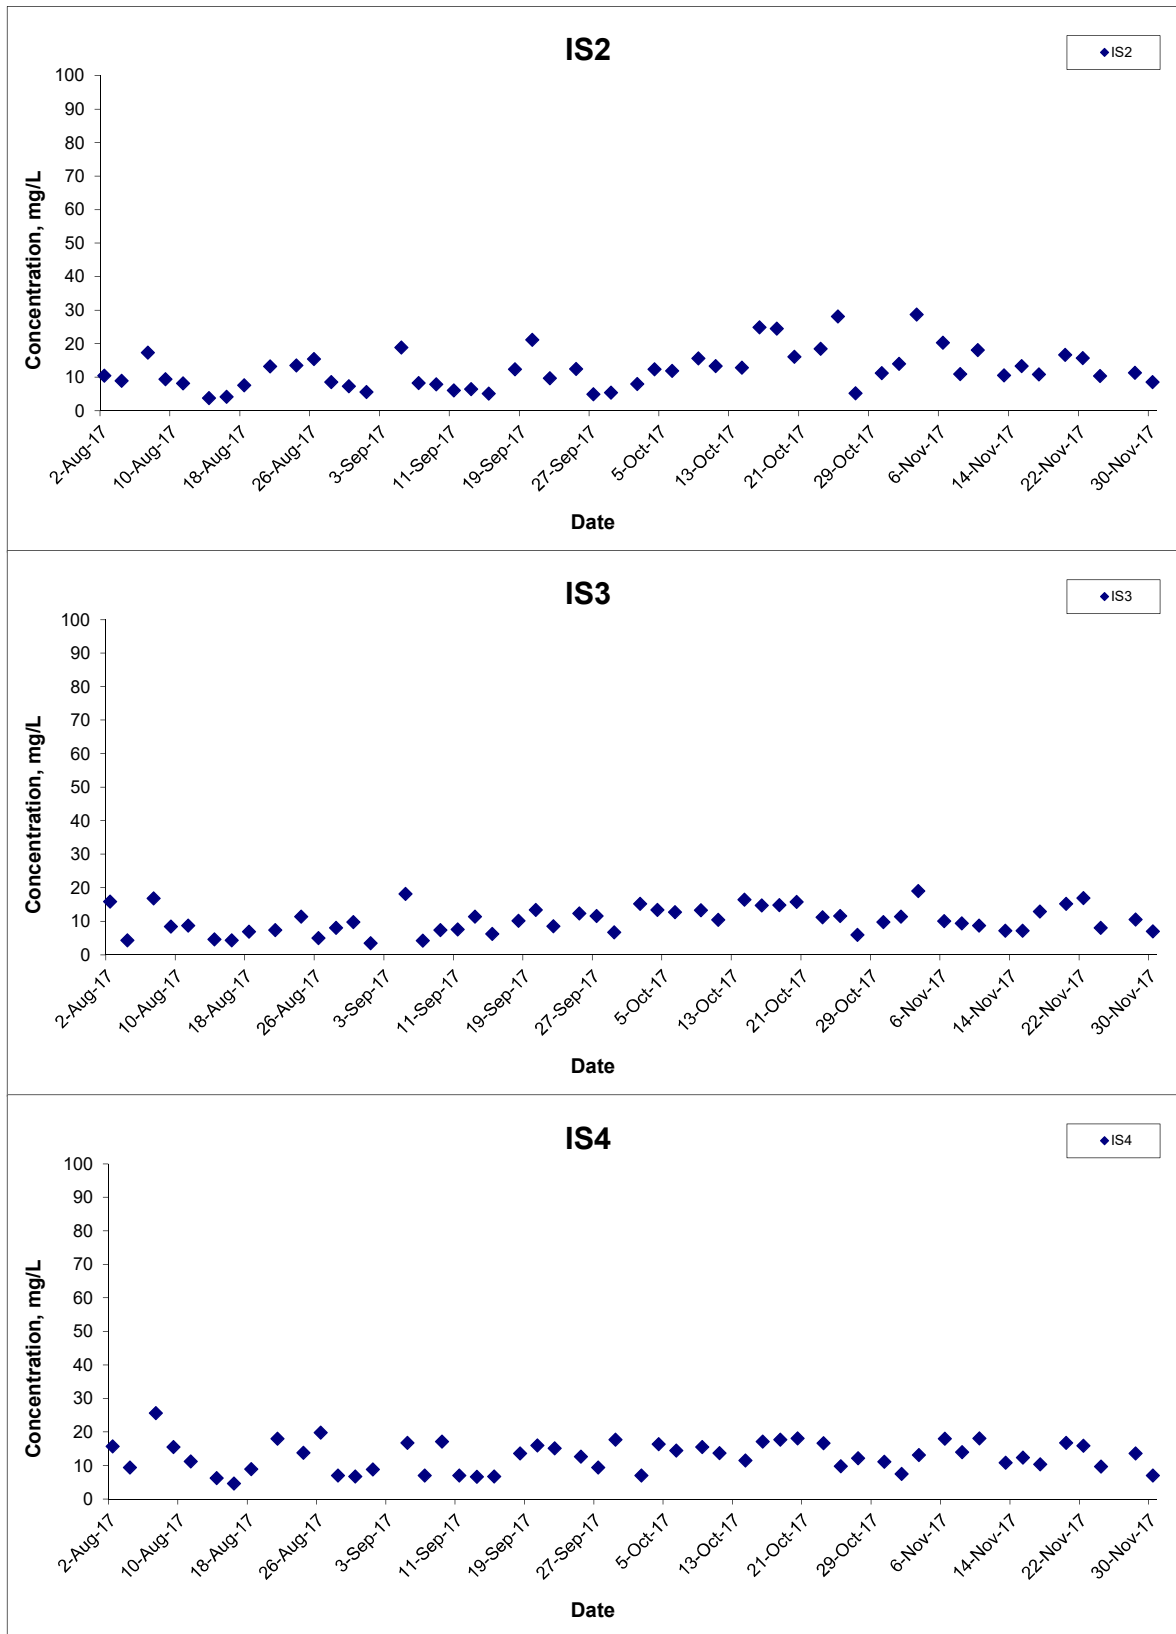 IS2
IS2
Concentration, mg/L
100
90
80
70
60
50
40
30
20
10
0
2-Aug-17
10-Aug-17
18-Aug-17
26-Aug-17
3-Sep-17
11-Sep-17
19-Sep-17
27-Sep-17
5-Oct-17
13-Oct-17
21-Oct-17
29-Oct-17
6-Nov-17
14-Nov-17
22-Nov-17
30-Nov-17
Date
IS3
IS3
Concentration, mg/L
100
90
80
70
60
50
40
30
20
10
0
2-Aug-17
10-Aug-17
18-Aug-17
26-Aug-17
3-Sep-17
11-Sep-17
19-Sep-17
27-Sep-17
5-Oct-17
13-Oct-17
21-Oct-17
29-Oct-17
6-Nov-17
14-Nov-17
22-Nov-17
30-Nov-17
Date
IS4
IS4
Concentration, mg/L
100
90
80
70
60
50
40
30
20
10
0
2-Aug-17
10-Aug-17
18-Aug-17
26-Aug-17
3-Sep-17
11-Sep-17
19-Sep-17
27-Sep-17
5-Oct-17
13-Oct-17
21-Oct-17
29-Oct-17
6-Nov-17
14-Nov-17
22-Nov-17
30-Nov-17
Date